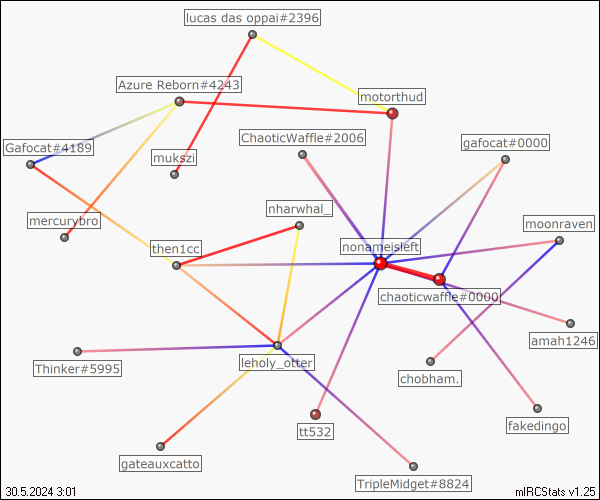 lucas das oppai#2396
Azure Reborn#4243
motorthud
ChaoticWaffle#2006
gafocat#0000
Gafocat#4189
mukszi
nharwhal_
mercurybro
moonraven
then1cc
nonameisleft
chaoticwaffle#0000
amah1246
Thinker#5995
leholy_otter
chobham.
fakedingo
tt532
gateauxcatto
TripleMidget#8824
30.5.2024 3:01
mIRCStats v1.25